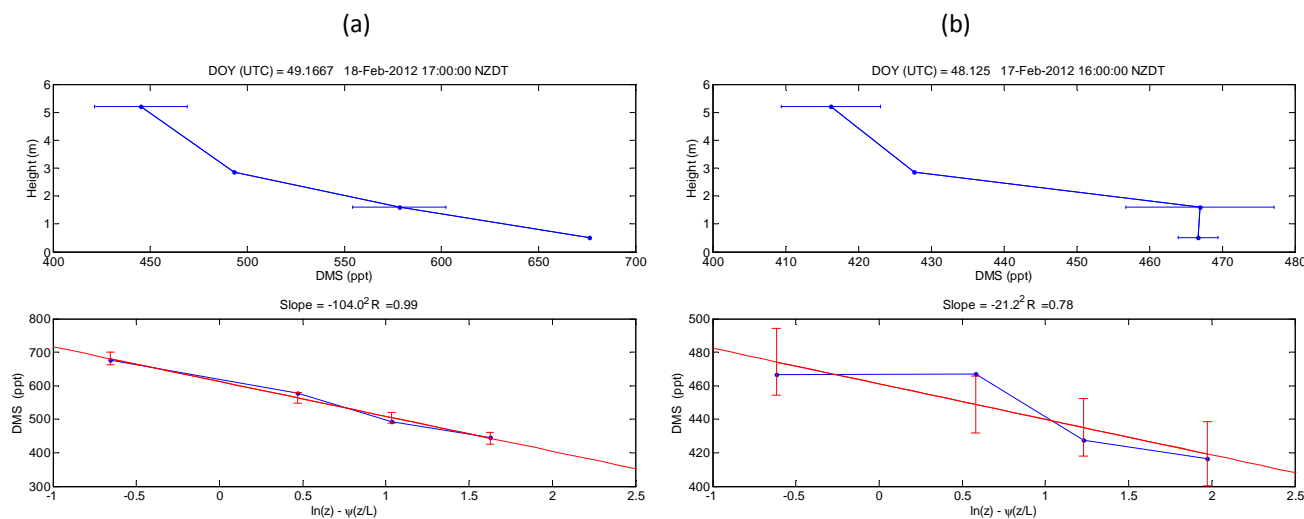 (a)
DOY (UTC) = 49.1667 18-Feb-2012 17:00:00 NZDT
6
5
4
3
2
1
0
Height (m)
400 450 500 550 600 650 700
DMS (ppt)
Slope = -104.0² R =0.99
800
700
600
500
400
300
DMS (ppt)
-1 -0.5 0 0.5 1 1.5 2 2.5
ln(z) - ψ(z/L)
(b)
DOY (UTC) = 48.125 17-Feb-2012 16:00:00 NZDT
6
5
4
3
2
1
0
Height (m)
400 410 420 430 440 450 460 470 480
DMS (ppt)
Slope = -21.2² R =0.78
500
480
460
440
420
400
DMS (ppt)
-1 -0.5 0 0.5 1 1.5 2 2.5
ln(z) - ψ(z/L)